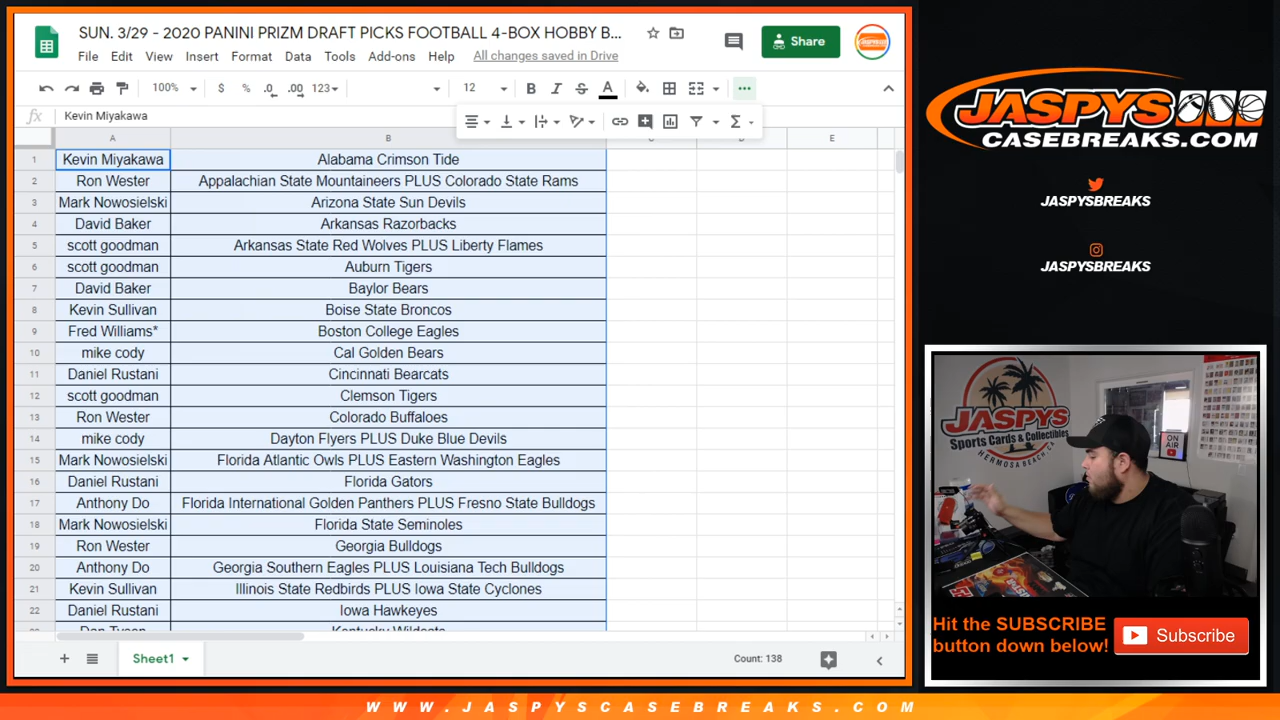 SUN. 3/29 - 2020 PANINI PRIZM DRAFT PICKS FOOTBALL 4-BOX HOBBY B...
File Edit View Insert Format Data Tools Add-ons Help All changes saved in Drive
Share
100% $ % .0 .00 123 12 B I S A
fx Kevin Miyakawa
A B C D E
1 Kevin Miyakawa Alabama Crimson Tide
2 Ron Wester Appalachian State Mountaineers PLUS Colorado State Rams
3 Mark Nowosielski Arizona State Sun Devils
4 David Baker Arkansas Razorbacks
5 scott goodman Arkansas State Red Wolves PLUS Liberty Flames
6 scott goodman Auburn Tigers
7 David Baker Baylor Bears
8 Kevin Sullivan Boise State Broncos
9 Fred Williams* Boston College Eagles
10 mike cody Cal Golden Bears
11 Daniel Rustani Cincinnati Bearcats
12 scott goodman Clemson Tigers
13 Ron Wester Colorado Buffaloes
14 mike cody Dayton Flyers PLUS Duke Blue Devils
15 Mark Nowosielski Florida Atlantic Owls PLUS Eastern Washington Eagles
16 Daniel Rustani Florida Gators
17 Anthony Do Florida International Golden Panthers PLUS Fresno State Bulldogs
18 Mark Nowosielski Florida State Seminoles
19 Ron Wester Georgia Bulldogs
20 Anthony Do Georgia Southern Eagles PLUS Louisiana Tech Bulldogs
21 Kevin Sullivan Illinois State Redbirds PLUS Iowa State Cyclones
22 Daniel Rustani Iowa Hawkeyes
Dan Tyson Kentucky Wildcats
Sheet1
Count: 138
JASPYS
CASEBREAKS.COM
JASPYSBREAKS
JASPYSBREAKS
JASPYS
Sports Cards & Collectibles
HERMOSA BEACH, CA
ON
AIR
Hit the SUBSCRIBE
button down below!
Subscribe
WWW.JASPYSCASEBREAKS.COM